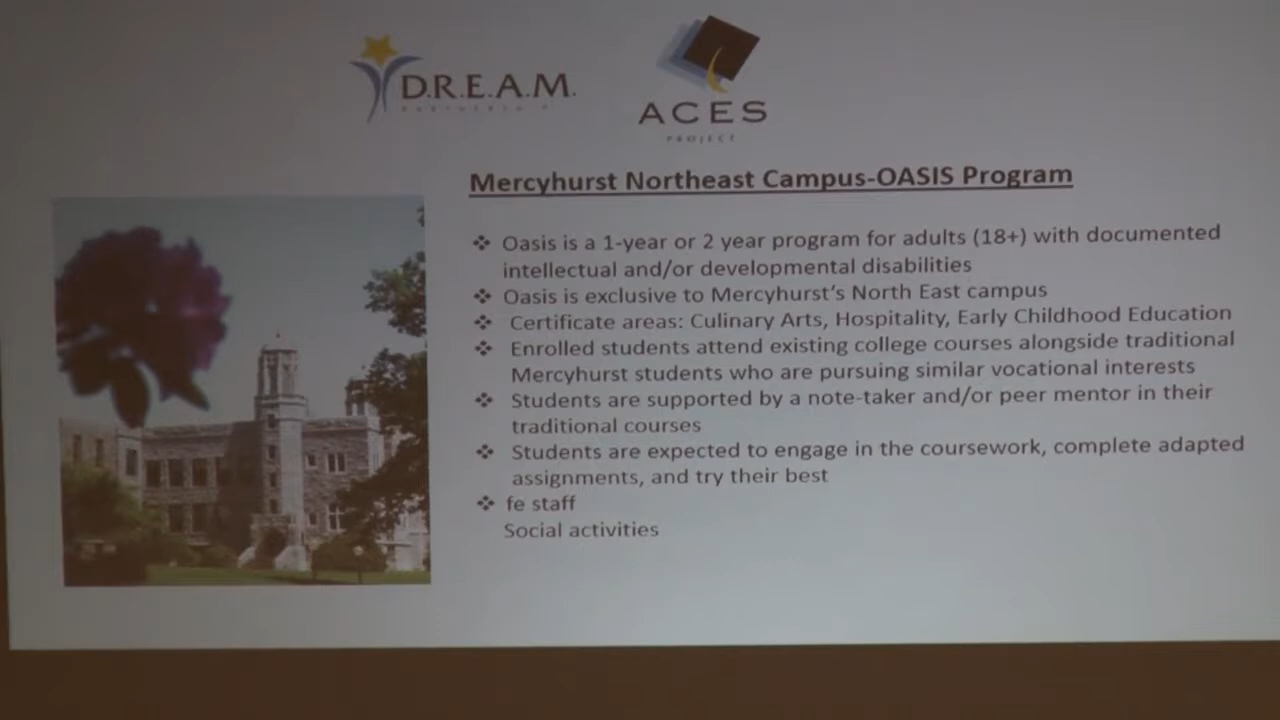 D.R.E.A.M.
PARTNERSHIP
ACES
PROJECT
Mercyhurst Northeast Campus-OASIS Program
❖ Oasis is a 1-year or 2 year program for adults (18+) with documented
intellectual and/or developmental disabilities
❖ Oasis is exclusive to Mercyhurst's North East campus
❖ Certificate areas: Culinary Arts, Hospitality, Early Childhood Education
❖ Enrolled students attend existing college courses alongside traditional
Mercyhurst students who are pursuing similar vocational interests
❖ Students are supported by a note-taker and/or peer mentor in their
traditional courses
❖ Students are expected to engage in the coursework, complete adapted
assignments, and try their best
❖ fe staff
Social activities